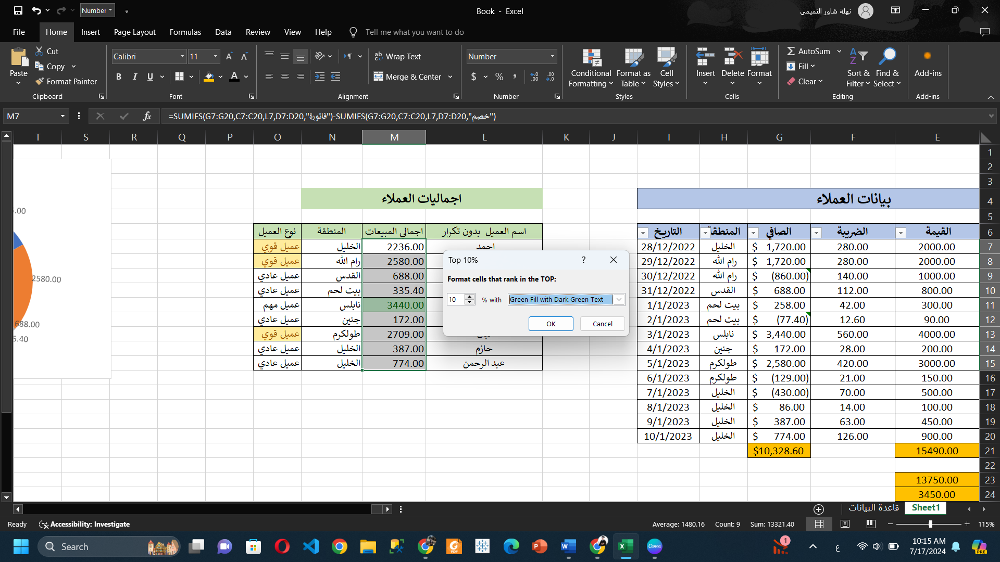 Number
Book - Excel
نهلة شاور التميمي
File Home Insert Page Layout Formulas Data Review View Help Tell me what you want to do
Paste
Cut
Copy
Format Painter
Clipboard
Calibri 11
B I U
Font
Wrap Text
Merge & Center
Alignment
Number
$ % ,
Number
Conditional Formatting
Format as Table
Cell Styles
Styles
Insert Delete Format
Cells
AutoSum
Fill
Clear
Sort & Filter
Find & Select
Editing
Add-ins
Add-ins
M7
=SUMIFS(G7:G20,C7:C20,L7,D7:D20,"فاتورة")-SUMIFS(G7:G20,C7:C20,L7,D7:D20,"خصم")
T S R Q P O N M L K J I H G F E
1
2
3
4 بيانات العملاء اجماليات العملاء
5
6 القيمة الضريبة الصافي المنطقة التاريخ اسم العميل بدون تكرار اجمالي المبيعات المنطقة نوع العميل
7 2000.00 280.00 $ 1,720.00 الخليل 28/12/2022 احمد 2236.00 الخليل عميل قوي
8 2000.00 280.00 $ 1,720.00 رام الله 29/12/2022 2580.00 رام الله عميل قوي
9 1000.00 140.00 $ (860.00) رام الله 30/12/2022 688.00 القدس عميل عادي
10 800.00 112.00 $ 688.00 القدس 31/12/2022 335.40 بيت لحم عميل عادي
11 300.00 42.00 $ 258.00 بيت لحم 1/1/2023 3440.00 نابلس عميل مهم
12 90.00 12.60 $ (77.40) بيت لحم 2/1/2023 172.00 جنين عميل عادي
13 4000.00 560.00 $ 3,440.00 نابلس 3/1/2023 2709.00 طولكرم عميل قوي
14 200.00 28.00 $ 172.00 جنين 4/1/2023 حازم 387.00 الخليل عميل عادي
15 3000.00 420.00 $ 2,580.00 طولكرم 5/1/2023 عبد الرحمن 774.00 الخليل عميل عادي
16 150.00 21.00 $ (129.00) طولكرم 6/1/2023
17 500.00 70.00 $ (430.00) الخليل 7/1/2023
18 100.00 14.00 $ 86.00 الخليل 8/1/2023
19 450.00 63.00 $ 387.00 الخليل 9/1/2023
20 900.00 126.00 $ 774.00 الخليل 10/1/2023
21 15490.00 $10,328.60
22
23 13750.00
24 3450.00
.00
2580.00
688.00
5.40
Top 10%
Format cells that rank in the TOP:
10 % with Green Fill with Dark Green Text
OK Cancel
قاعدة البيانات Sheet1
Ready Accessibility: Investigate Average: 1480.16 Count: 9 Sum: 13321.40 115%
Search
PDF
Canva
1
ع
10:15 AM
7/17/2024
PRE